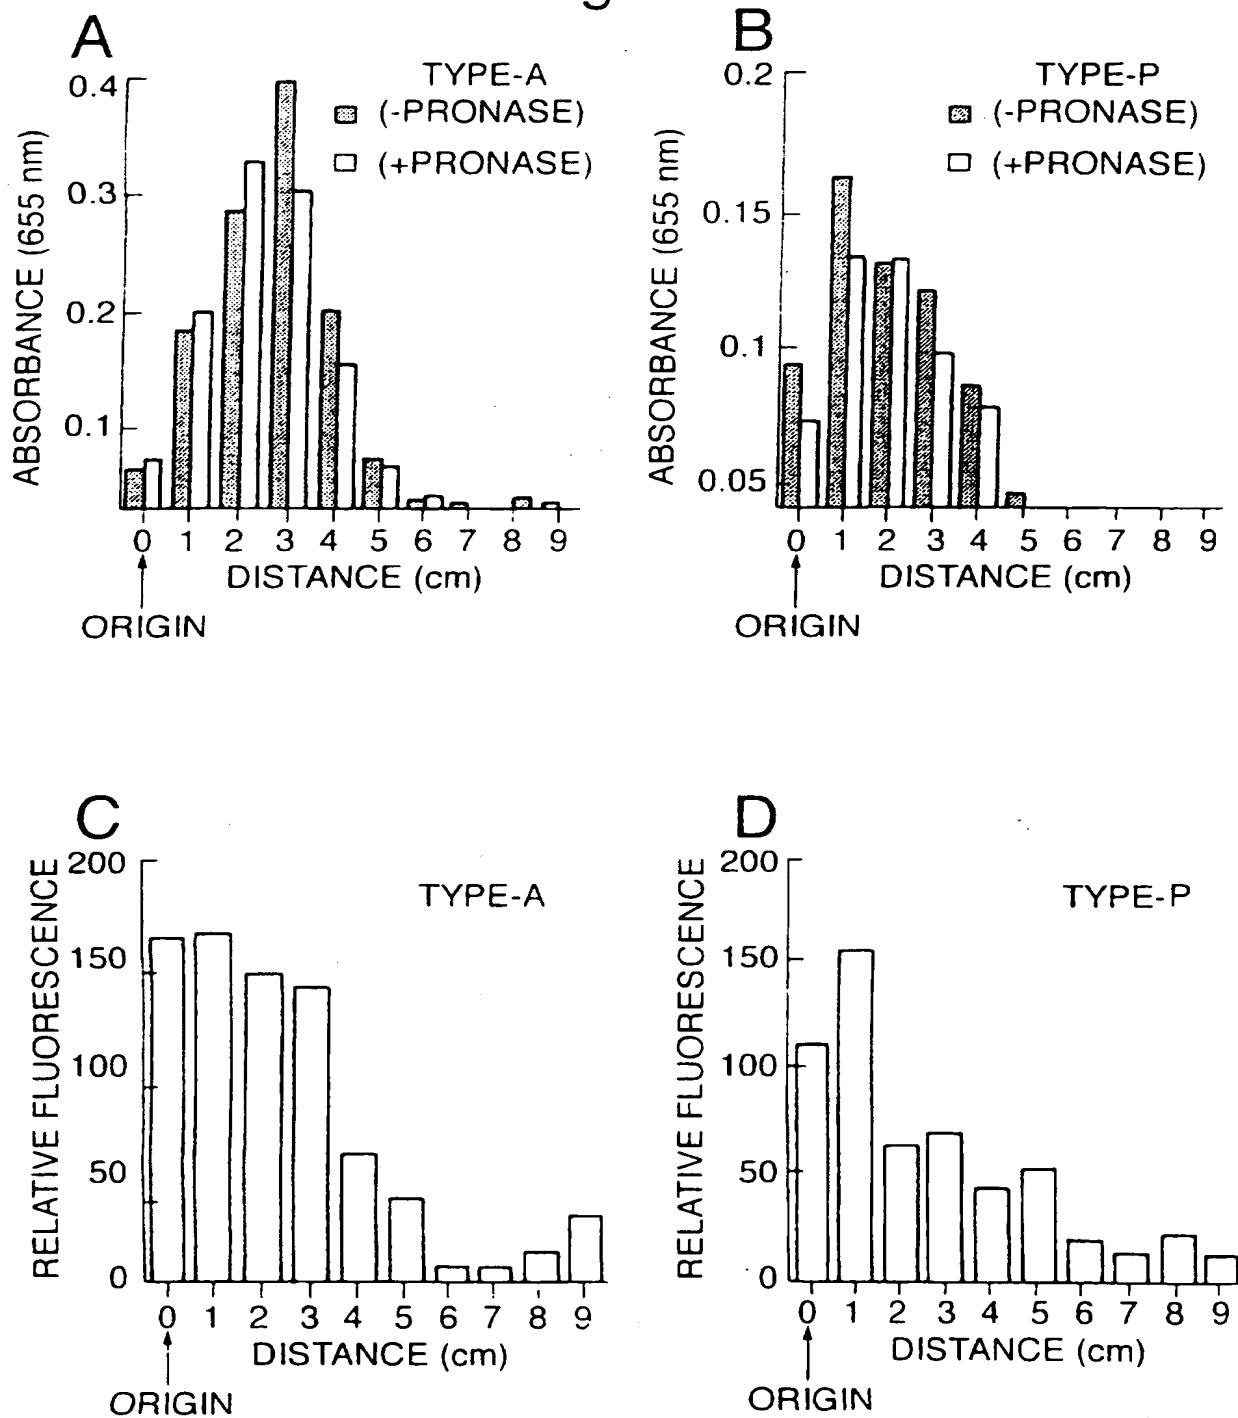 A
TYPE-A
(-PRONASE)
(+PRONASE)
ABSORBANCE (655 nm)
0.4
0.3
0.2
0.1
0 1 2 3 4 5 6 7 8 9
DISTANCE (cm)
ORIGIN
B
TYPE-P
(-PRONASE)
(+PRONASE)
ABSORBANCE (655 nm)
0.2
0.15
0.1
0.05
0 1 2 3 4 5 6 7 8 9
DISTANCE (cm)
ORIGIN
C
TYPE-A
RELATIVE FLUORESCENCE
200
150
100
50
0
0 1 2 3 4 5 6 7 8 9
DISTANCE (cm)
ORIGIN
D
TYPE-P
RELATIVE FLUORESCENCE
200
150
100
50
0
0 1 2 3 4 5 6 7 8 9
DISTANCE (cm)
ORIGIN